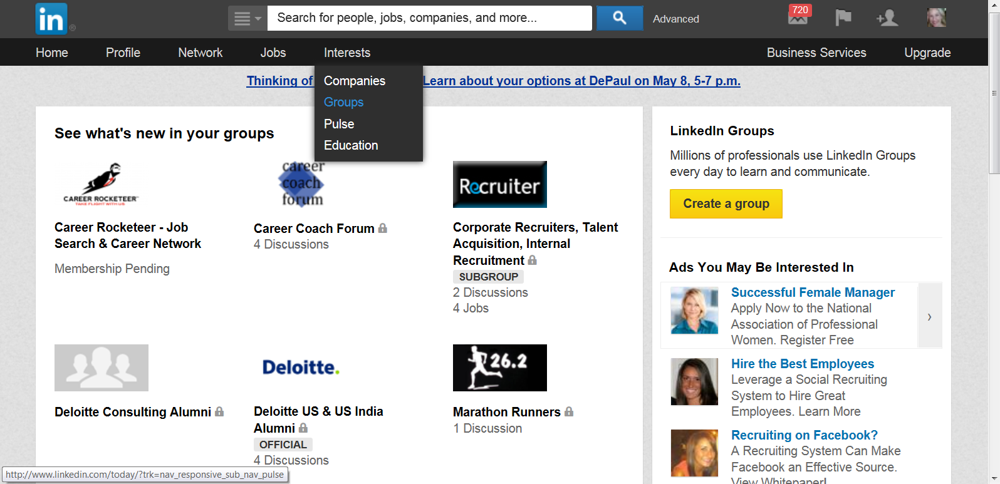 in
Search for people, jobs, companies, and more...
Advanced
720
Home Profile Network Jobs Interests Business Services Upgrade
Thinking of Learn about your options at DePaul on May 8, 5-7 p.m.
Companies
Groups
Pulse
Education
See what's new in your groups
CAREER ROCKETEER
TAKE FLIGHT WITH US
Career Rocketeer - Job
Search & Career Network
Membership Pending
career
coach
forum
Career Coach Forum
4 Discussions
Recruiter
Corporate Recruiters, Talent
Acquisition, Internal
Recruitment
SUBGROUP
2 Discussions
4 Jobs
Deloitte Consulting Alumni
Deloitte.
Deloitte US & US India
Alumni
OFFICIAL
4 Discussions
26.2
Marathon Runners
1 Discussion
LinkedIn Groups
Millions of professionals use LinkedIn Groups
every day to learn and communicate.
Create a group
Ads You May Be Interested In
Successful Female Manager
Apply Now to the National
Association of Professional
Women. Register Free
Hire the Best Employees
Leverage a Social Recruiting
System to Hire Great
Employees. Learn More
Recruiting on Facebook?
A Recruiting System Can Make
Facebook an Effective Source.
View Whitepaper!
http://www.linkedin.com/today/?trk=nav_responsive_sub_nav_pulse